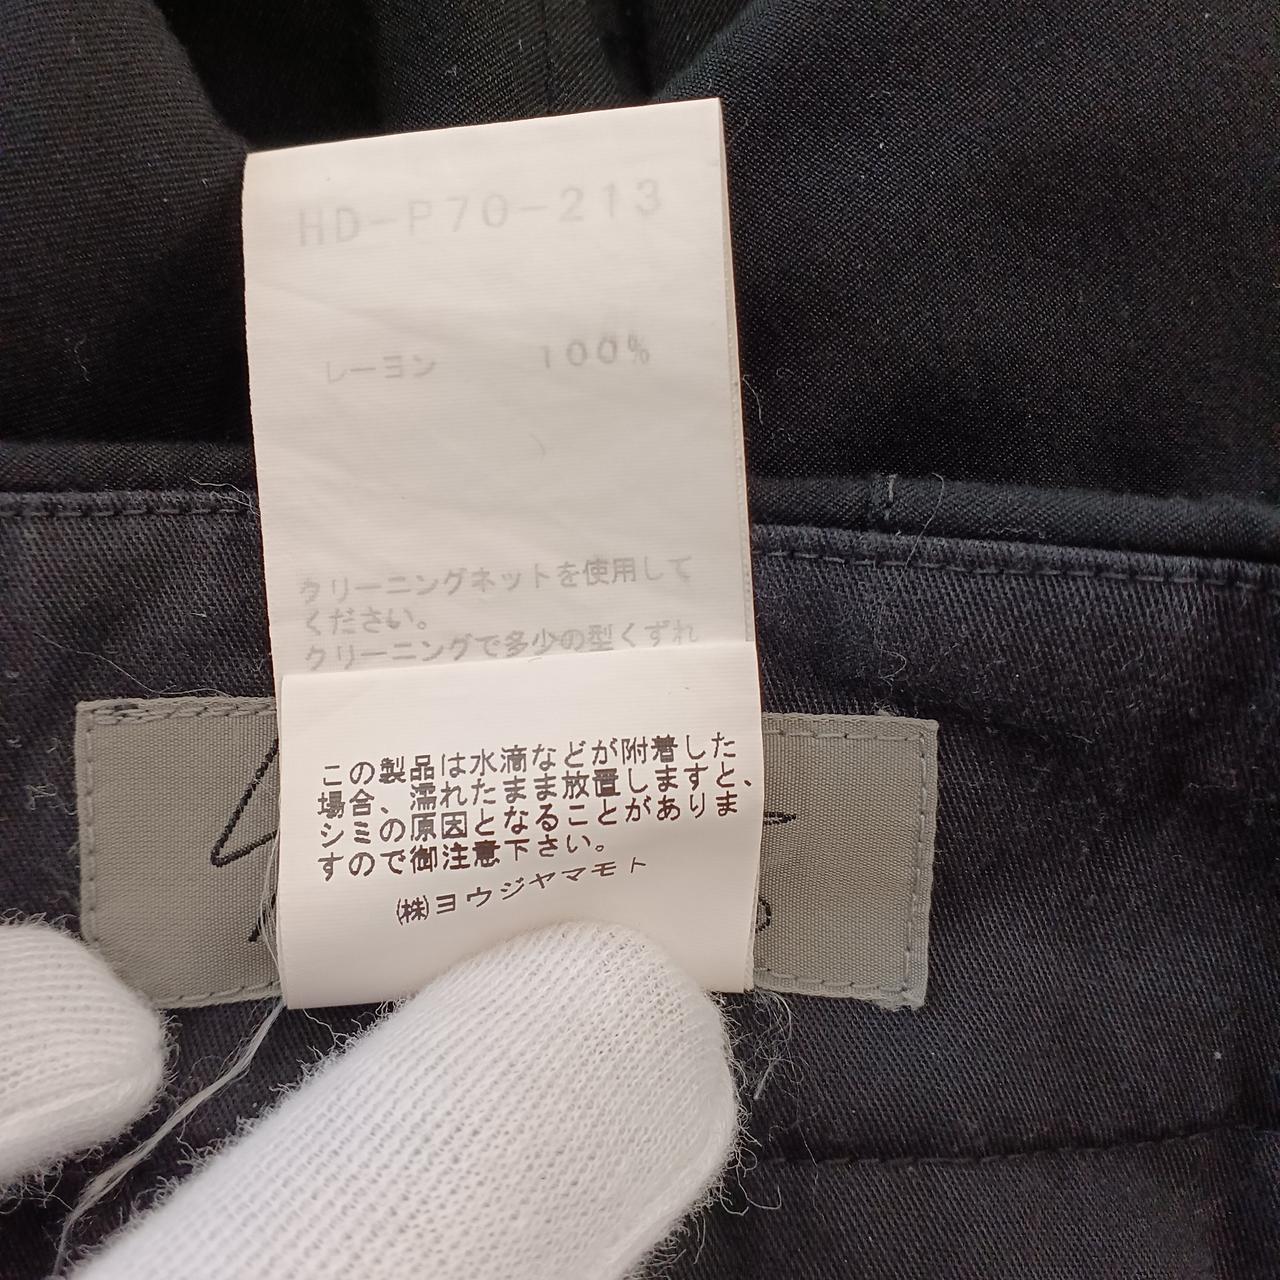 HD-P70-213
レーヨン 100%
クリーニングネットを使用して
ください。
クリーニングで多少の型くずれ
この製品は水滴などが附着した
場合、濡れたまま放置しますと、
シミの原因となることがありま
すので御注意下さい。
㈱ヨウジヤマモト